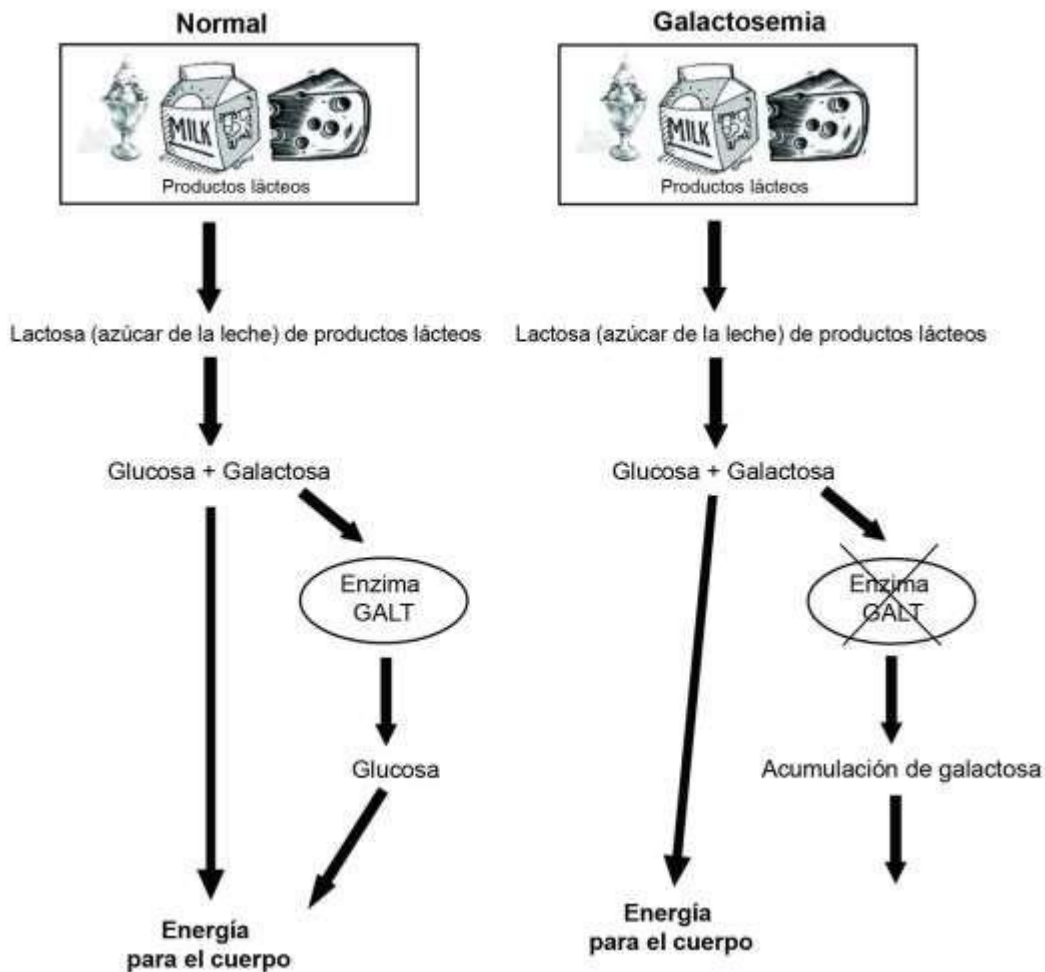 Normal
MILK
Productos lácteos
Lactosa (azúcar de la leche) de productos lácteos
Glucosa + Galactosa
Enzima
GALT
Glucosa
Energía
para el cuerpo
Galactosemia
MILK
Productos lácteos
Lactosa (azúcar de la leche) de productos lácteos
Glucosa + Galactosa
Enzima
GALT
Acumulación de galactosa
Energía
para el cuerpo